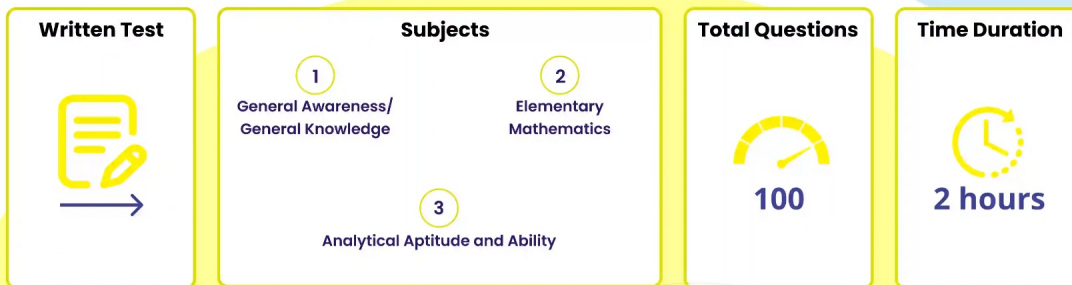 Written Test
Subjects
1
General Awareness/
General Knowledge
2
Elementary
Mathematics
3
Analytical Aptitude and Ability
Total Questions
100
Time Duration
2 hours